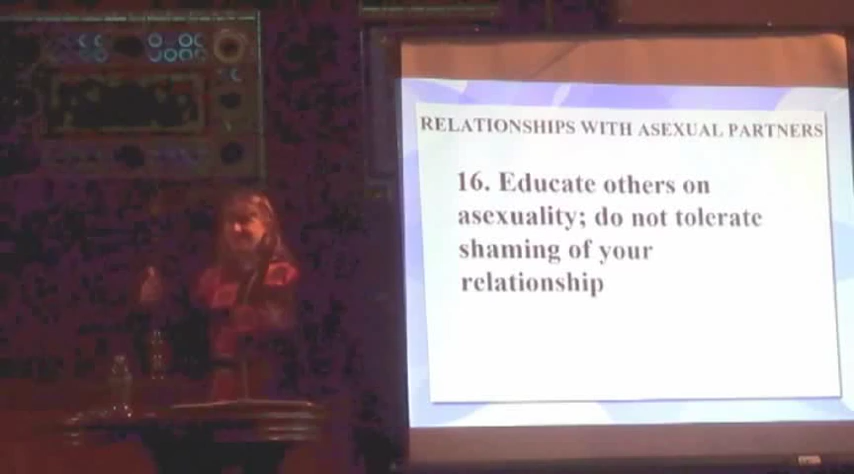 RELATIONSHIPS WITH ASEXUAL PARTNERS
16. Educate others on
asexuality; do not tolerate
shaming of your
relationship